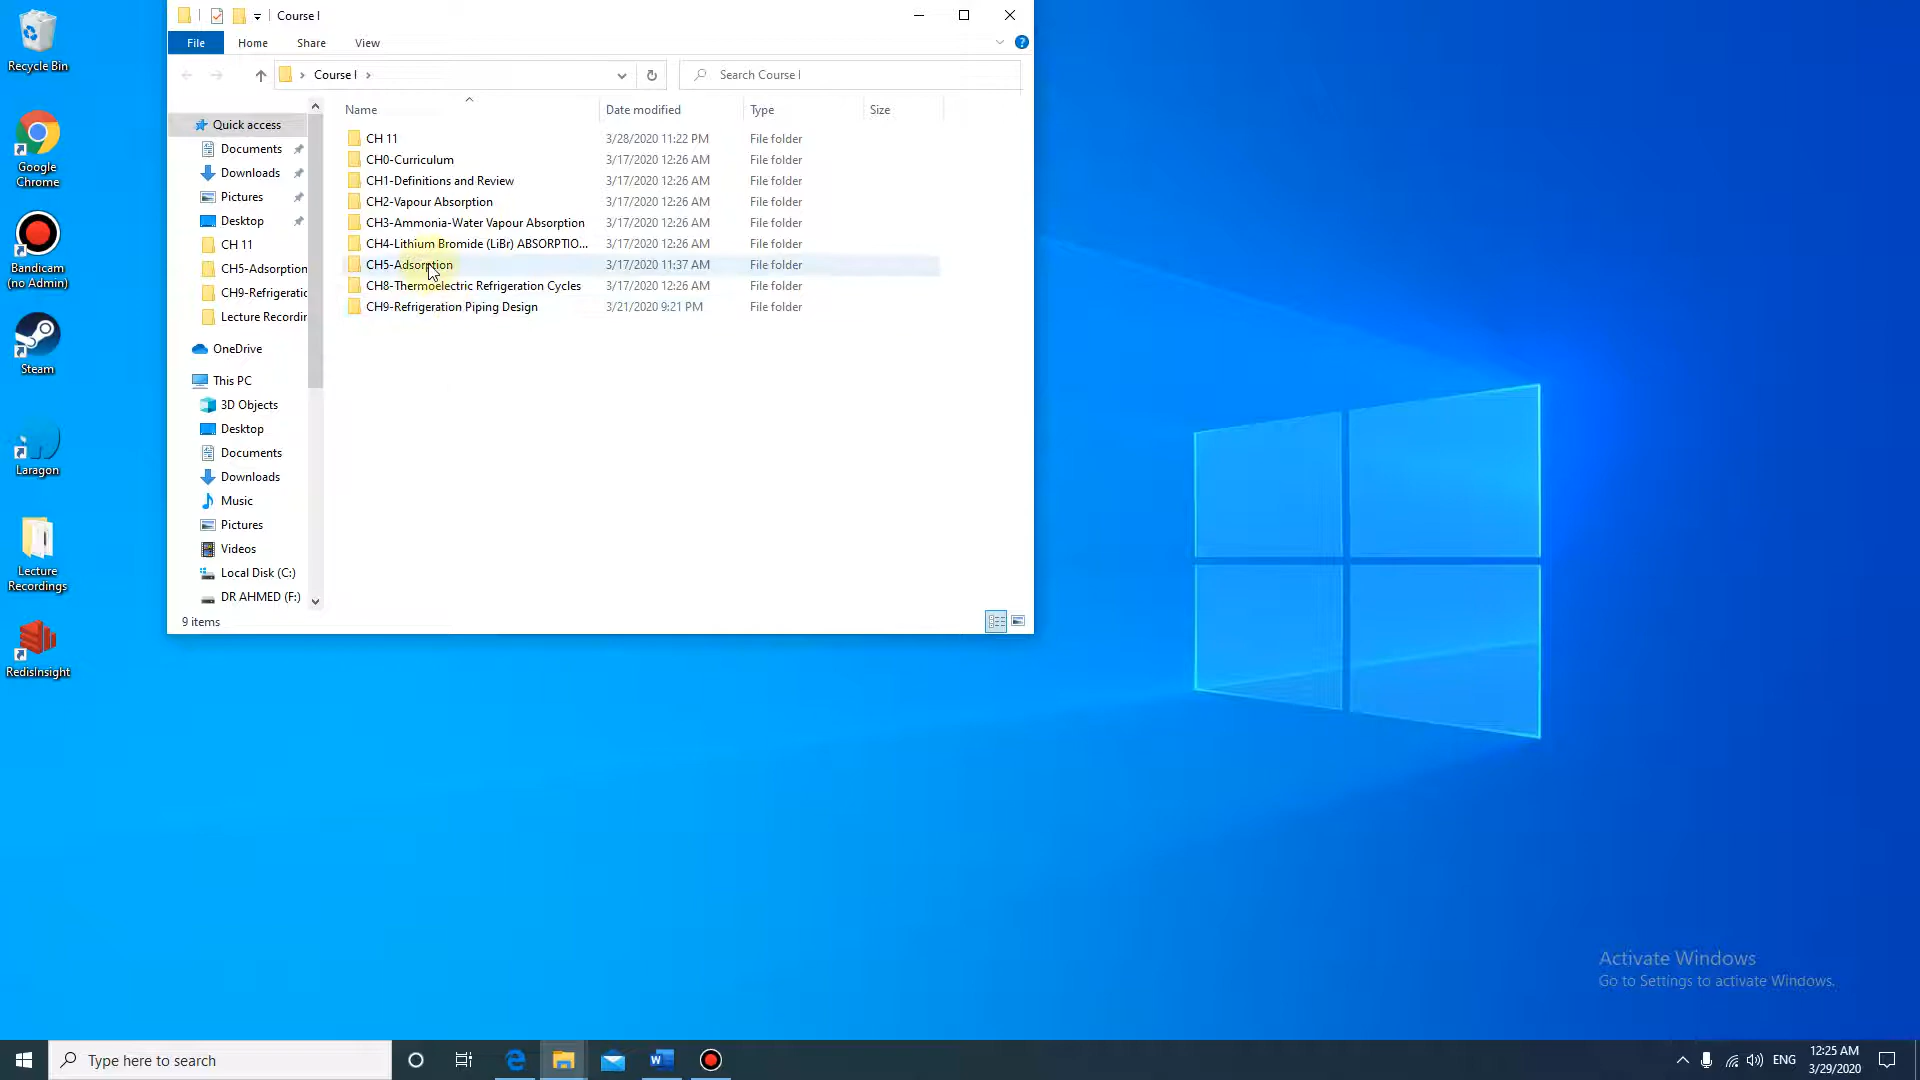 Recycle Bin
Google
Chrome
Bandicam
(no Admin)
Steam
Laragon
Lecture
Recordings
RedisInsight
Course I
File
Home
Share
View
Course I
Search Course I
Quick access
Documents
Downloads
Pictures
Desktop
CH 11
CH5-Adsorption
CH9-Refrigeratio
Lecture Recordin
OneDrive
This PC
3D Objects
Desktop
Documents
Downloads
Music
Pictures
Videos
Local Disk (C:)
DR AHMED (F:)
Name Date modified Type Size
CH 11 3/28/2020 11:22 PM File folder
CH0-Curriculum 3/17/2020 12:26 AM File folder
CH1-Definitions and Review 3/17/2020 12:26 AM File folder
CH2-Vapour Absorption 3/17/2020 12:26 AM File folder
CH3-Ammonia-Water Vapour Absorption 3/17/2020 12:26 AM File folder
CH4-Lithium Bromide (LiBr) ABSORPTIO... 3/17/2020 12:26 AM File folder
CH5-Adsorption 3/17/2020 11:37 AM File folder
CH8-Thermoelectric Refrigeration Cycles 3/17/2020 12:26 AM File folder
CH9-Refrigeration Piping Design 3/21/2020 9:21 PM File folder
9 items
Activate Windows
Go to Settings to activate Windows.
Type here to search
ENG
12:25 AM
3/29/2020